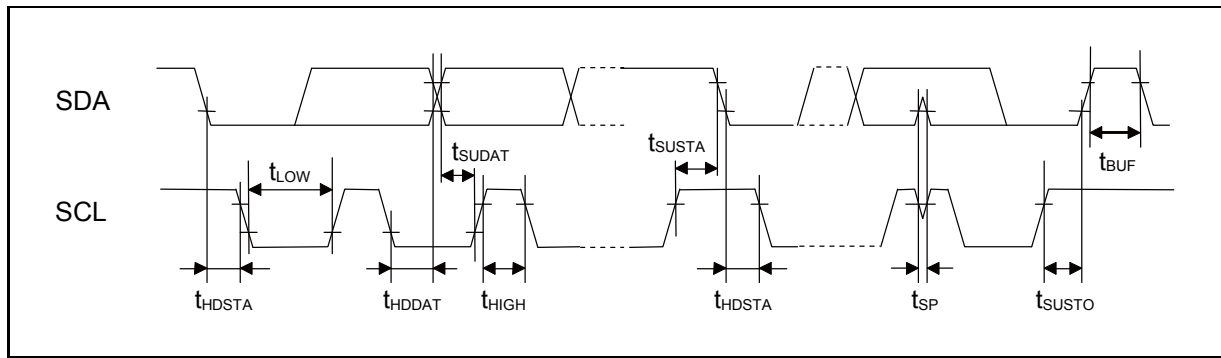 SDA
tSUDAT
tSUSTA
tBUF
tLOW
SCL
tHDSTA
tHDDAT
tHIGH
tHDSTA
tSP
tSUSTO